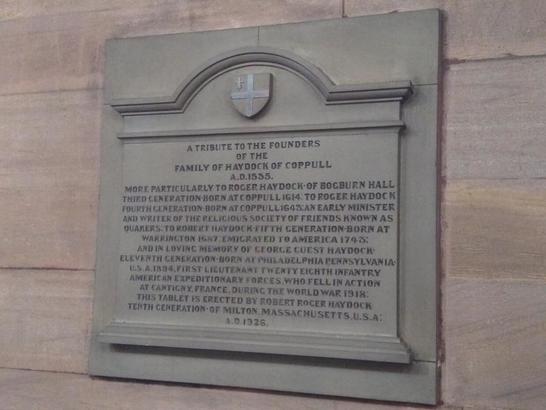 A TRIBUTE TO THE FOUNDERS
OF THE
FAMILY OF HAYDOCK OF COPPULL
A.D. 1555.
MORE PARTICULARLY TO ROGER HAYDOCK·OF BOGBURN HALL
THIRD GENERATION·BORN AT COPPULL 1614. TO ROGER HAYDOCK
FOURTH GENERATION·BORN AT COPPULL 1643. AN EARLY MINISTER
AND WRITER OF THE RELIGIOUS SOCIETY OF FRIENDS KNOWN AS
QUAKERS. TO ROBERT HAYDOCK·FIFTH GENERATION·BORN AT
WARRINGTON 1687. EMIGRATED TO AMERICA 1743.
AND IN LOVING MEMORY OF GEORGE GUEST HAYDOCK·
ELEVENTH GENERATION·BORN AT PHILADELPHIA PENNSYLVANIA·
U.S.A. 1894. FIRST LIEUTENANT TWENTY EIGHTH INFANTRY
AMERICAN EXPEDITIONARY FORCES, WHO FELL IN ACTION
AT CANTIGNY, FRANCE, DURING THE WORLD WAR 1918.
THIS TABLET IS ERECTED BY ROBERT ROGER HAYDOCK
TENTH GENERATION·OF MILTON, MASSACHUSETTS. U.S.A.
A.D. 1926.